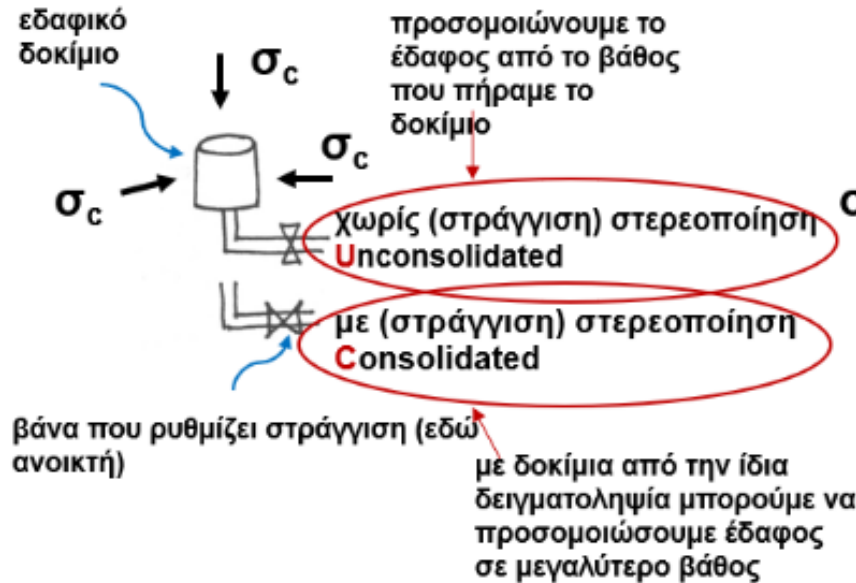 εδαφικό
δοκίμιο
προσομοιώνουμε το
έδαφος από το βάθος
που πήραμε το
δοκίμιο
σc
σc
σc
χωρίς (στράγγιση) στερεοποίηση
Unconsolidated
με (στράγγιση) στερεοποίηση
Consolidated
βάνα που ρυθμίζει στράγγιση (εδώ
ανοικτή)
με δοκίμια από την ίδια
δειγματοληψία μπορούμε να
προσομοιώσουμε έδαφος
σε μεγαλύτερο βάθος